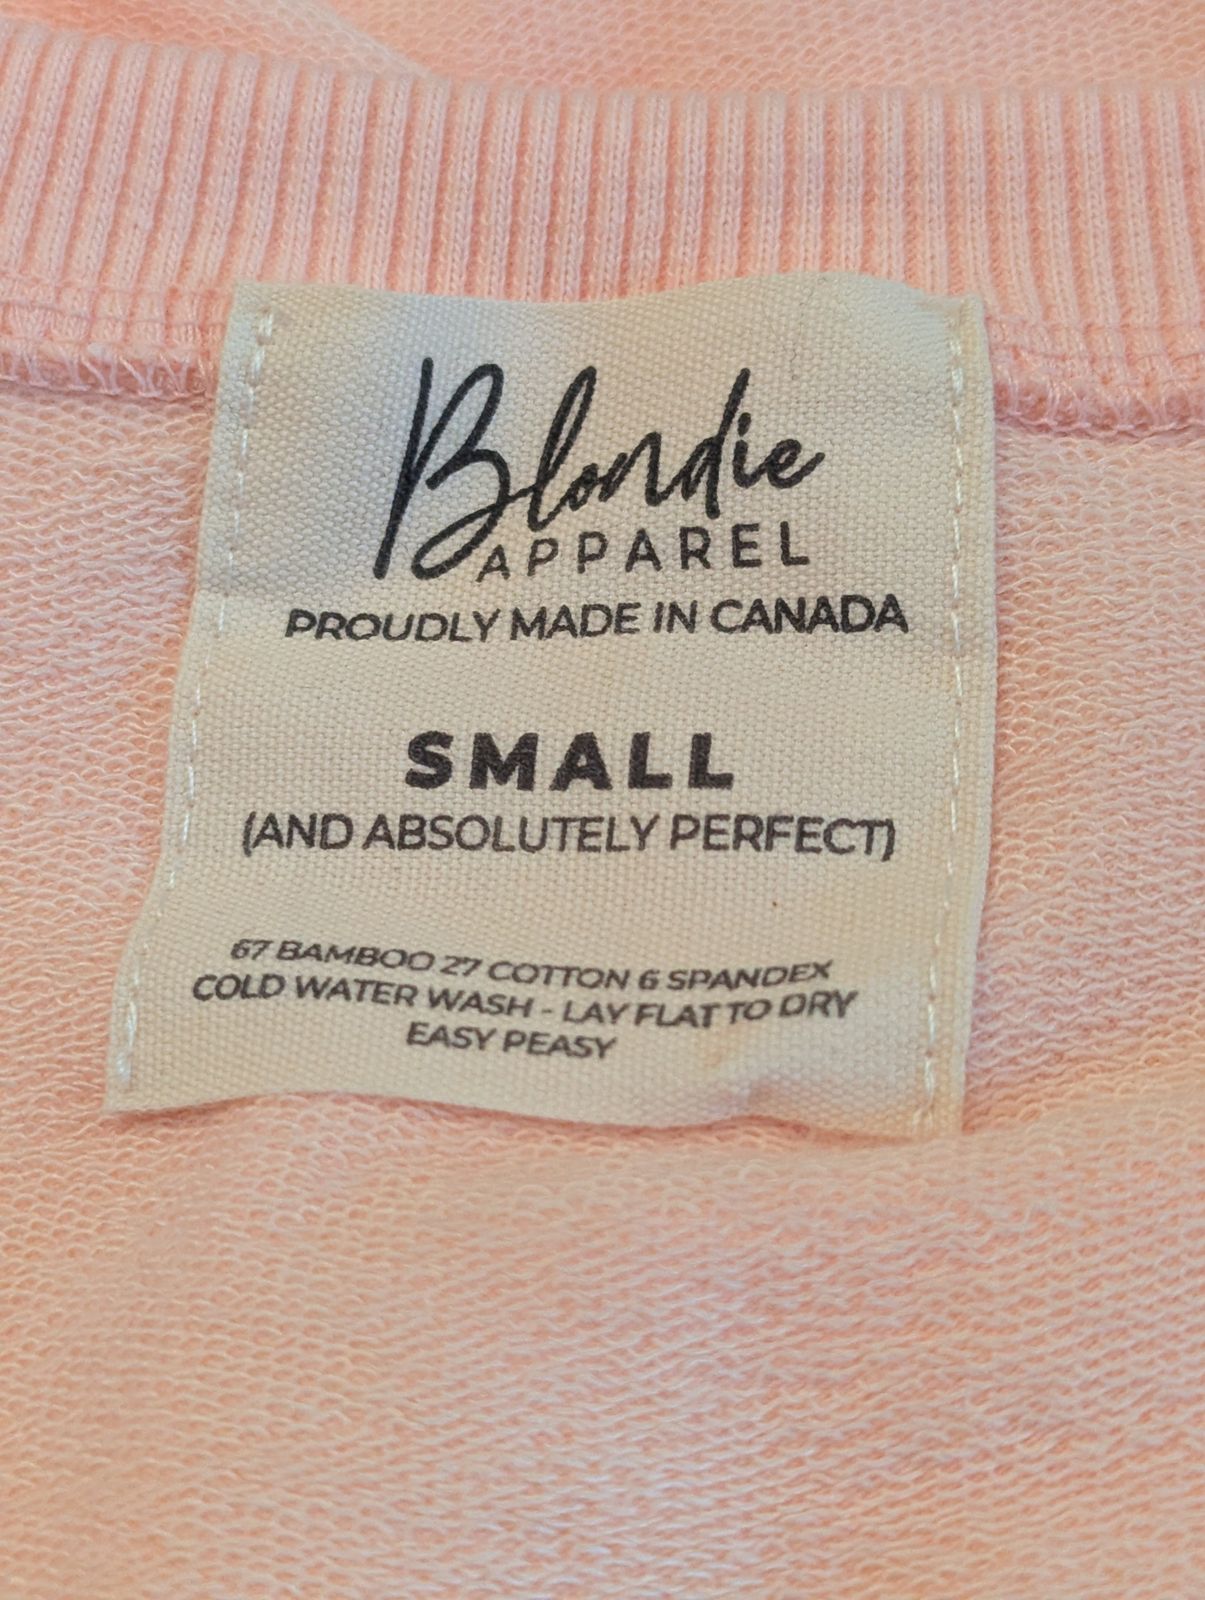 Blondie
APPAREL
PROUDLY MADE IN CANADA
SMALL
(AND ABSOLUTELY PERFECT)
67 BAMBOO 27 COTTON 6 SPANDEX
COLD WATER WASH - LAY FLAT TO DRY
EASY PEASY